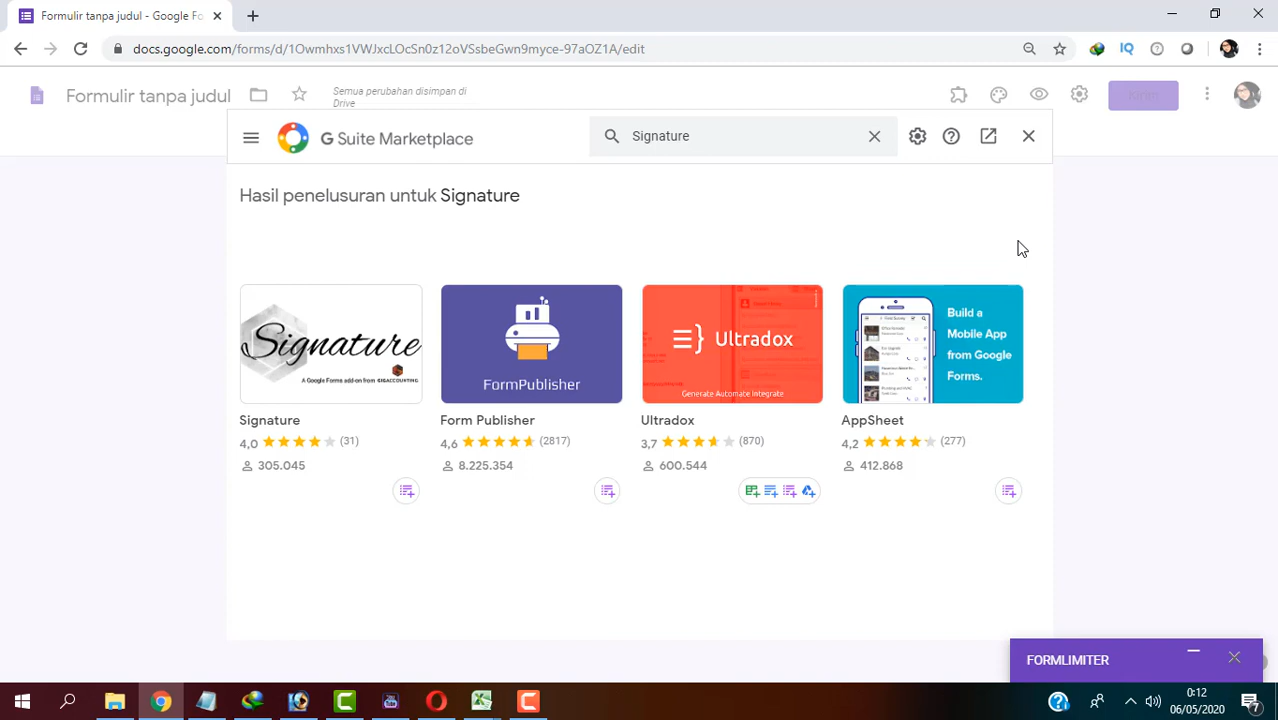 Formulir tanpa judul - Google Fo
docs.google.com/forms/d/1Owmhxs1VWJxcLOcSn0z12oVSsbeGwn9myce-97aOZ1A/edit
IQ
Formulir tanpa judul
Semua perubahan disimpan di
Drive
Kirim
G Suite Marketplace
Signature
Hasil penelusuran untuk Signature
Signature
A Google Forms add-on from GIGACCOUNTING
FormPublisher
Ultradox
Generate Automate Integrate
Build a
Mobile App
from Google
Forms.
Signature
4,0 (31)
305.045
Form Publisher
4,6 (2817)
8.225.354
Ultradox
3,7 (870)
600.544
AppSheet
4,2 (277)
412.868
FORMLIMITER
0:12
06/05/2020
7